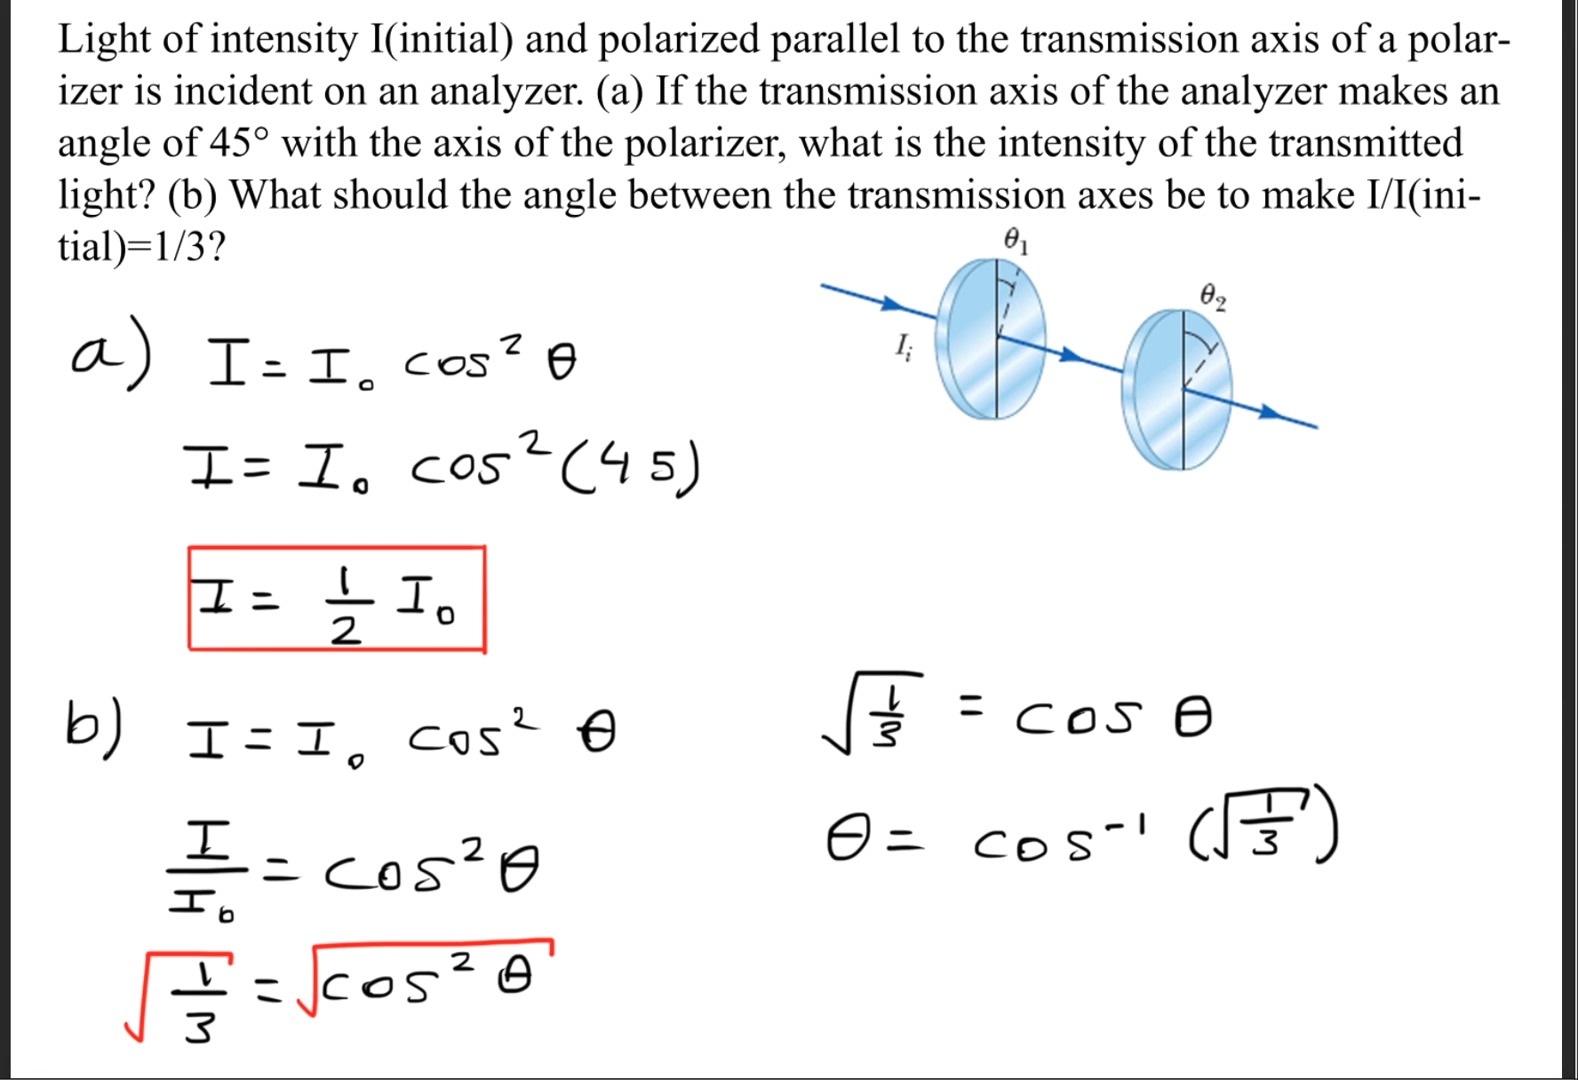 Light of intensity I(initial) and polarized parallel to the transmission axis of a polar-
izer is incident on an analyzer. (a) If the transmission axis of the analyzer makes an
angle of 45° with the axis of the polarizer, what is the intensity of the transmitted
light? (b) What should the angle between the transmission axes be to make I/I(ini-
tial)=1/3?
θ₁
θ₂
Iᵢ
a) I = I₀ cos² θ
I = I₀ cos² (45)
I = 1/2 I₀
b) I = I₀ cos² θ
I/I₀ = cos² θ
√(1/3) = √(cos² θ)
√(1/3) = cos θ
θ = cos⁻¹ (√(1/3))